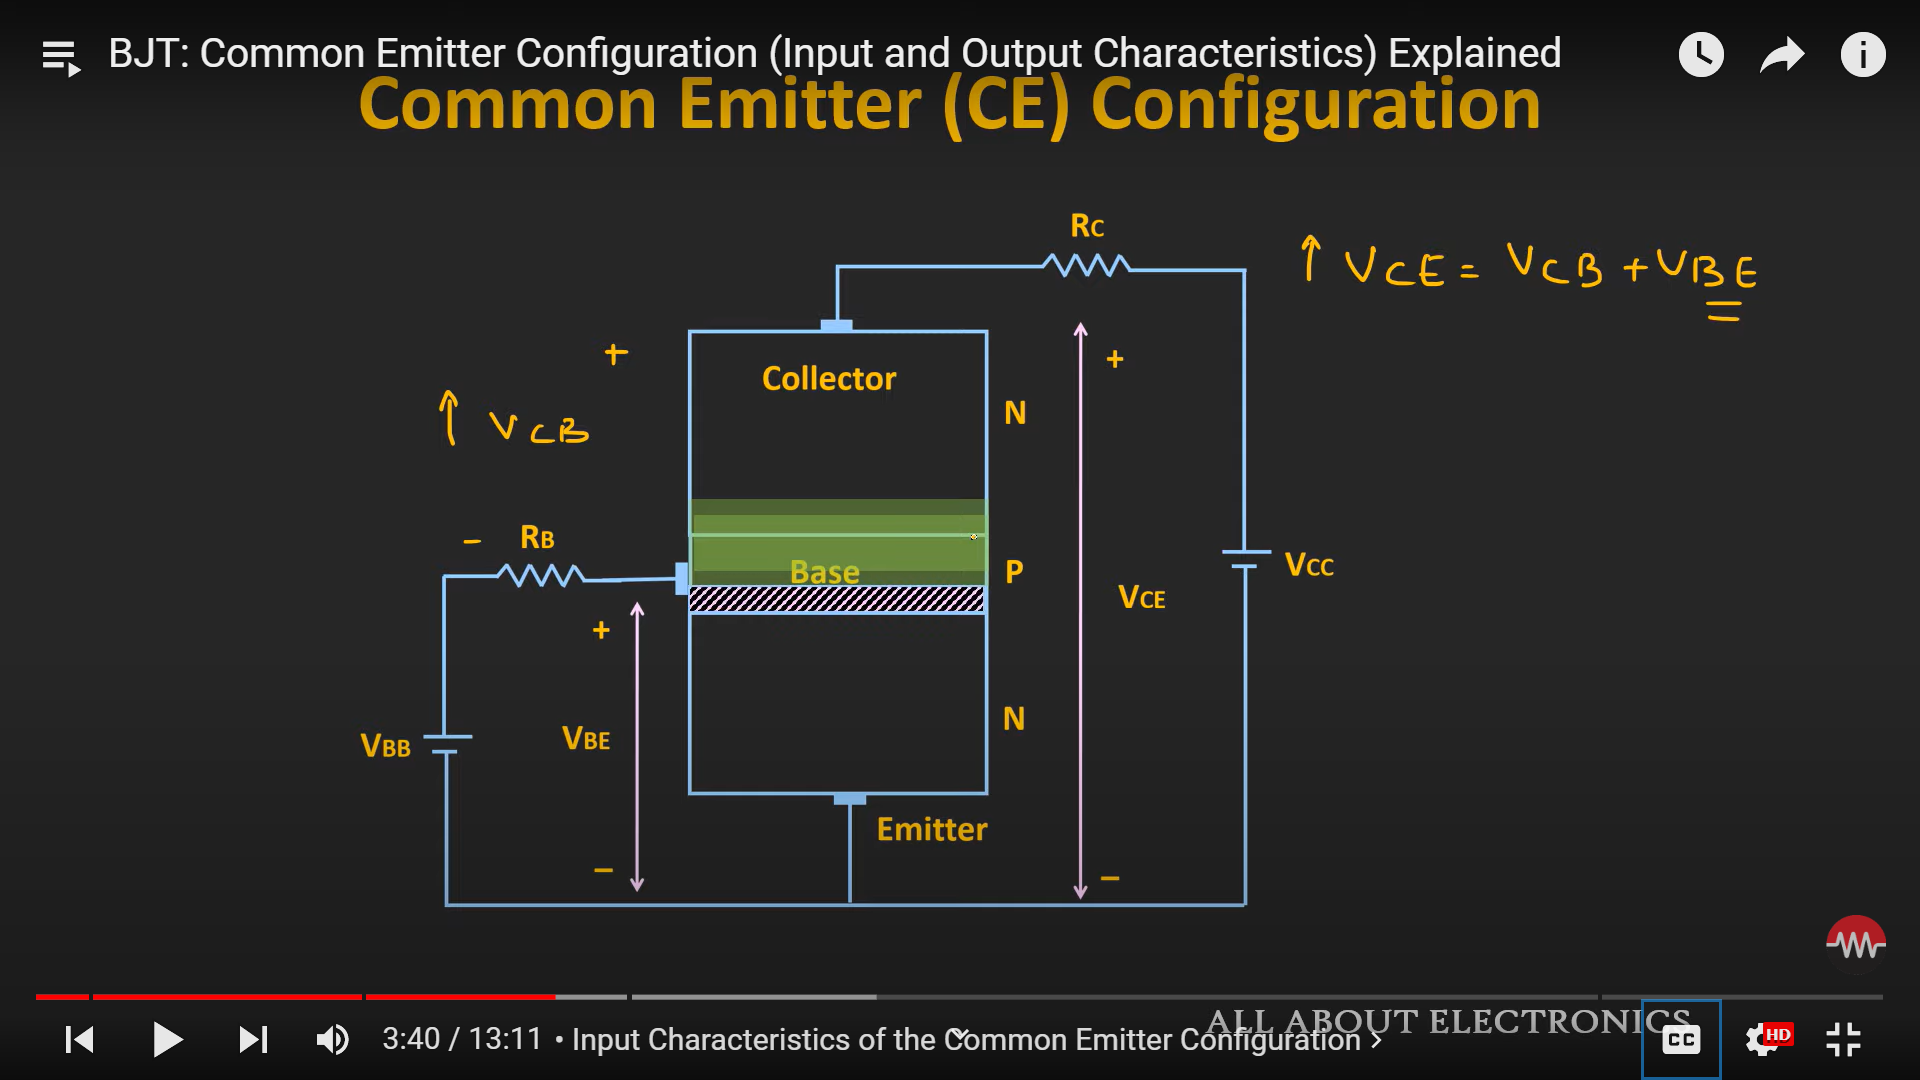 BJT: Common Emitter Configuration (Input and Output Characteristics) Explained
Common Emitter (CE) Configuration
RC
↑ VCE = VCB + VBE
+
+
Collector
N
↑ VCB
− RB
Base
P
VCC
VCE
+
N
VBE
VBB
Emitter
−
−
ALL ABOUT ELECTRONICS
3:40 / 13:11 • Input Characteristics of the Common Emitter Configuration >
CC
HD